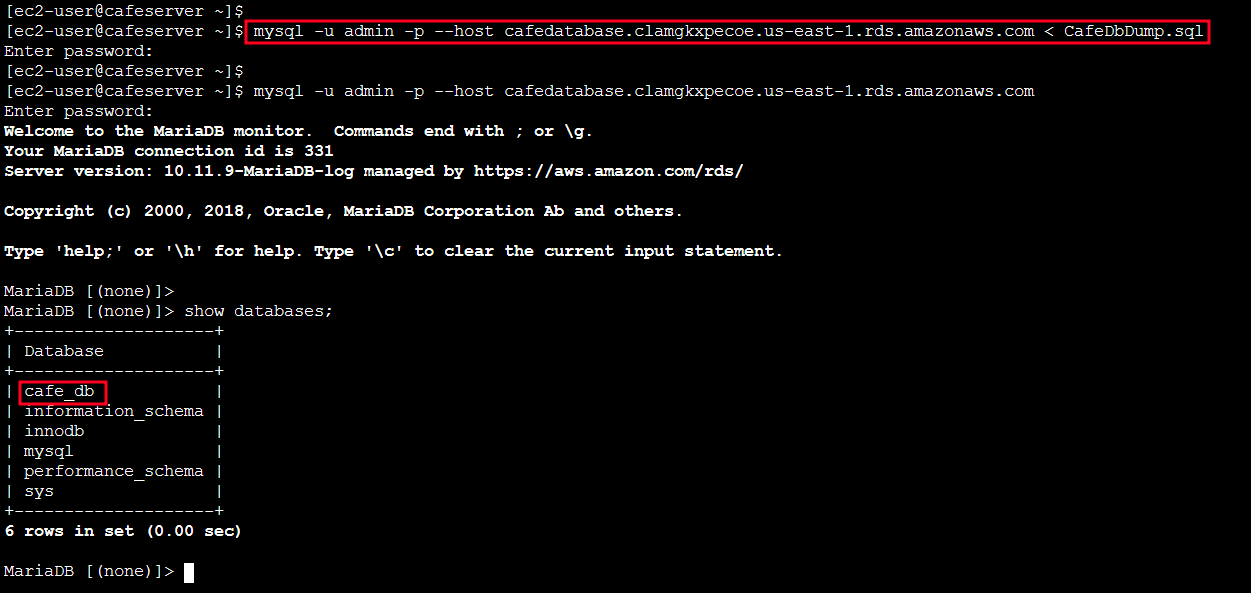 [ec2-user@cafeserver ~]$
[ec2-user@cafeserver ~]$ mysql -u admin -p --host cafedatabase.clamgkxpecoe.us-east-1.rds.amazonaws.com < CafeDbDump.sql
Enter password:
[ec2-user@cafeserver ~]$
[ec2-user@cafeserver ~]$ mysql -u admin -p --host cafedatabase.clamgkxpecoe.us-east-1.rds.amazonaws.com
Enter password:
Welcome to the MariaDB monitor.  Commands end with ; or \g.
Your MariaDB connection id is 331
Server version: 10.11.9-MariaDB-log managed by https://aws.amazon.com/rds/

Copyright (c) 2000, 2018, Oracle, MariaDB Corporation Ab and others.

Type 'help;' or '\h' for help. Type '\c' to clear the current input statement.

MariaDB [(none)]>
MariaDB [(none)]> show databases;
+--------------------+
| Database           |
+--------------------+
| cafe_db            |
| information_schema |
| innodb             |
| mysql              |
| performance_schema |
| sys                |
+--------------------+
6 rows in set (0.00 sec)

MariaDB [(none)]>